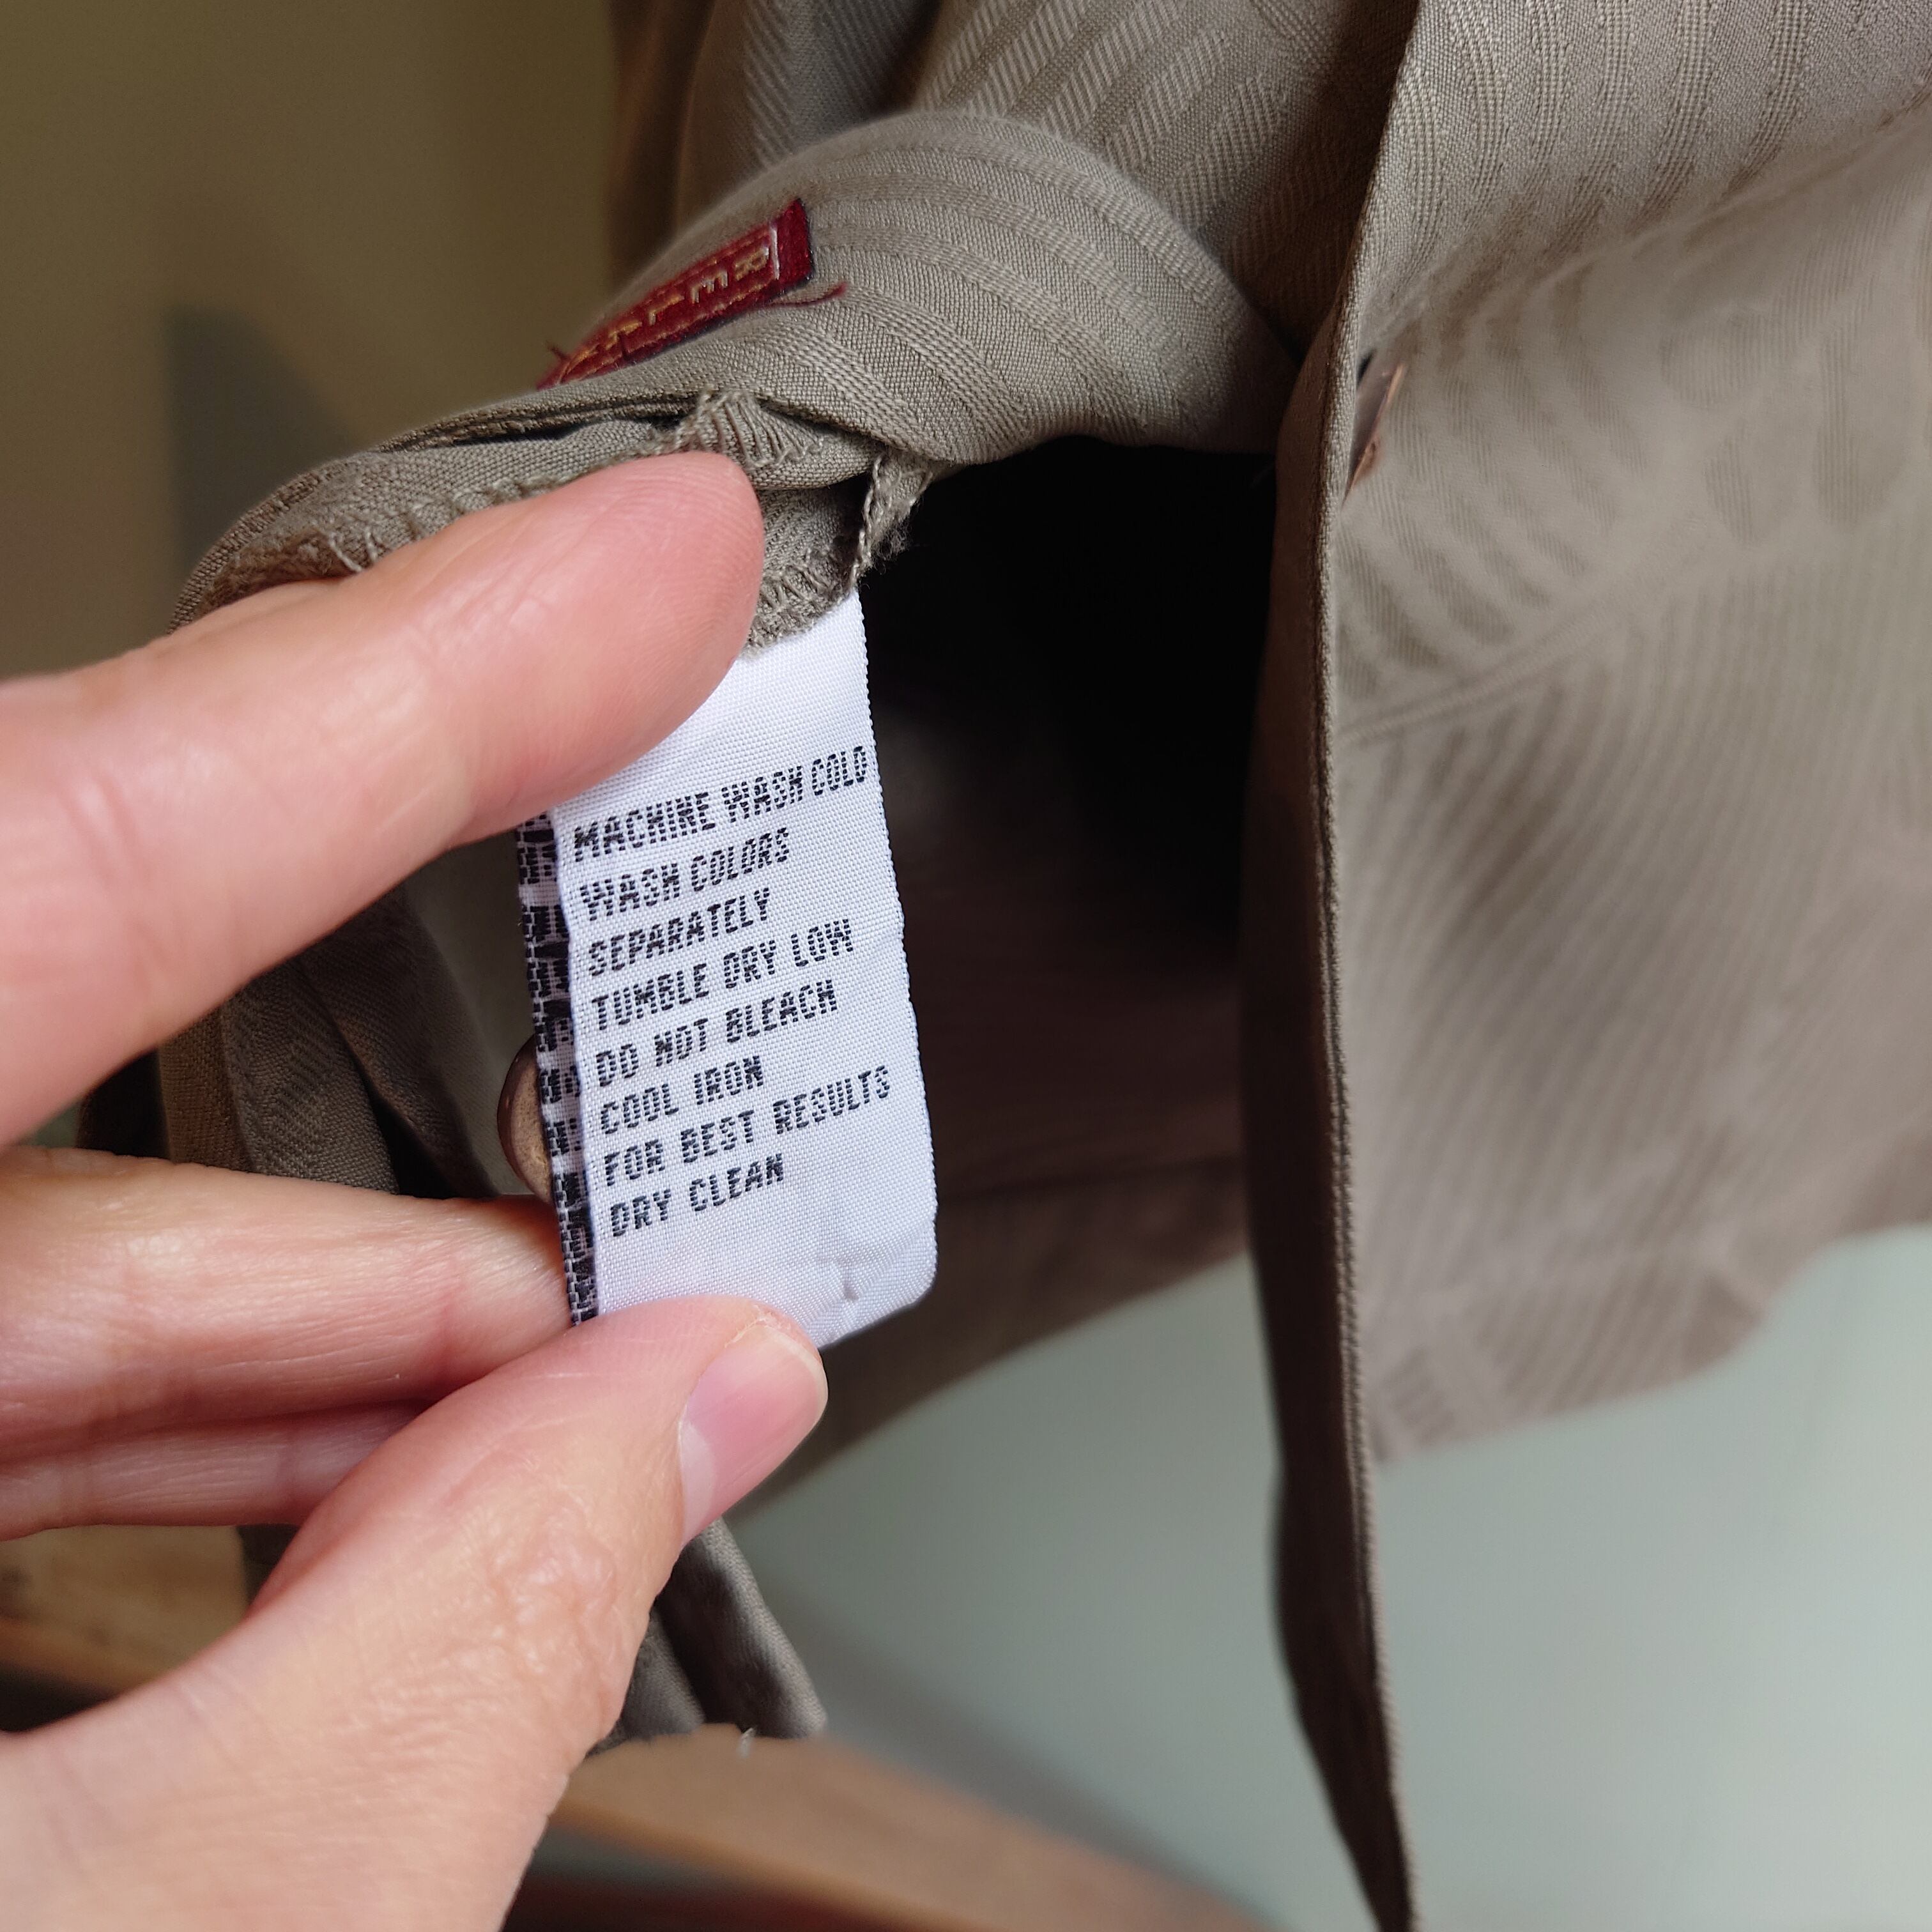 MACHINE WASH COLD
WASH COLORS
SEPARATELY
TUMBLE DRY LOW
DO NOT BLEACH
COOL IRON
FOR BEST RESULTS
DRY CLEAN